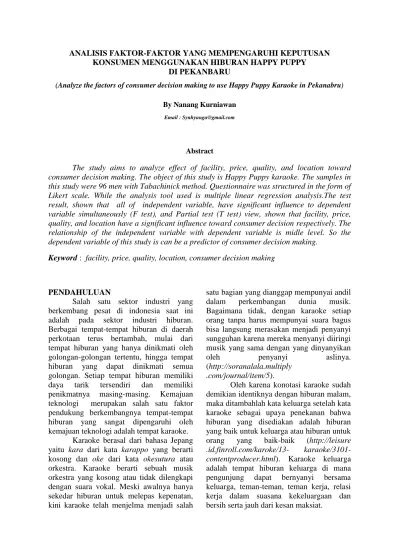 ANALISIS FAKTOR-FAKTOR YANG MEMPENGARUHI KEPUTUSAN
KONSUMEN MENGGUNAKAN HIBURAN HAPPY PUPPY
DI PEKANBARU
(Analyze the factors of consumer decision making to use Happy Puppy Karaoke in Pekanabru)
By Nanang Kurniawan
Email : Synhyouga@gmail.com
Abstract
The study aims to analyze effect of facility, price, quality, and location toward
consumer decision making. The object of this study is Happy Puppy karaoke. The samples in
this study were 96 men with Tabachinick method. Questionnaire was structured in the form of
Likert scale. While the analysis tool used is multiple linear regression analysis.The test
result, shown that  all of  independent variable, have significant influence to dependent
variable simultaneously (F test), and Partial test (T test) view, shown that facility, price,
quality, and location have a significant influence toward consumer decision respectively. The
relationship of the independent variable with dependent variable is midle level. So the
dependent variable of this study is can be a predictor of consumer decision making.
Keyword : facility, price, quality, location, consumer decision making
PENDAHULUAN
Salah satu sektor industri yang
berkembang pesat di indonesia saat ini
adalah pada sektor industri hiburan.
Berbagai tempat-tempat hiburan di daerah
perkotaan terus bertambah, mulai dari
tempat hiburan yang hanya dinikmati oleh
golongan-golongan tertentu, hingga tempat
hiburan yang dapat dinikmati semua
golongan. Setiap tempat hiburan memiliki
daya tarik tersendiri dan memiliki
penikmatnya masing-masing. Kemajuan
teknologi merupakan salah satu faktor
pendukung berkembangnya tempat-tempat
hiburan yang sangat dipengaruhi oleh
kemajuan teknologi adalah tempat karaoke.
Karaoke berasal dari bahasa Jepang
yaitu kara dari kata karappo yang berarti
kosong dan oke dari kata okesutura atau
orkestra. Karaoke berarti sebuah musik
orkestra yang kosong atau tidak dilengkapi
dengan suara vokal. Meski awalnya hanya
sekedar hiburan untuk melepas kepenatan,
kini karaoke telah menjelma menjadi salah
satu bagian yang dianggap mempunyai andil
dalam perkembangan dunia musik.
Bagaimana tidak, dengan karaoke setiap
orang tanpa harus mempunyai suara bagus
bisa langsung merasakan menjadi penyanyi
sungguhan karena mereka menyanyi diiringi
musik yang sama dengan yang dinyanyikan
oleh penyanyi aslinya.
(http://soranalala.multiply
.com/journal/item/5).
Oleh karena konotasi karaoke sudah
demikian identiknya dengan hiburan malam,
maka ditambahlah kata keluarga setelah kata
karaoke sebagai upaya penekanan bahwa
hiburan yang disediakan adalah hiburan
yang baik untuk keluarga atau hiburan untuk
orang yang baik-baik (http://leisure
.id.finroll.com/karoke/13- karaoke/3101-
contentproducer.html). Karaoke keluarga
adalah tempat hiburan keluarga di mana
pengunjung dapat bernyanyi bersama
keluarga, teman-teman, teman kerja, relasi
kerja dalam suasana kekeluargaan dan
bersih serta jauh dari kesan maksiat.